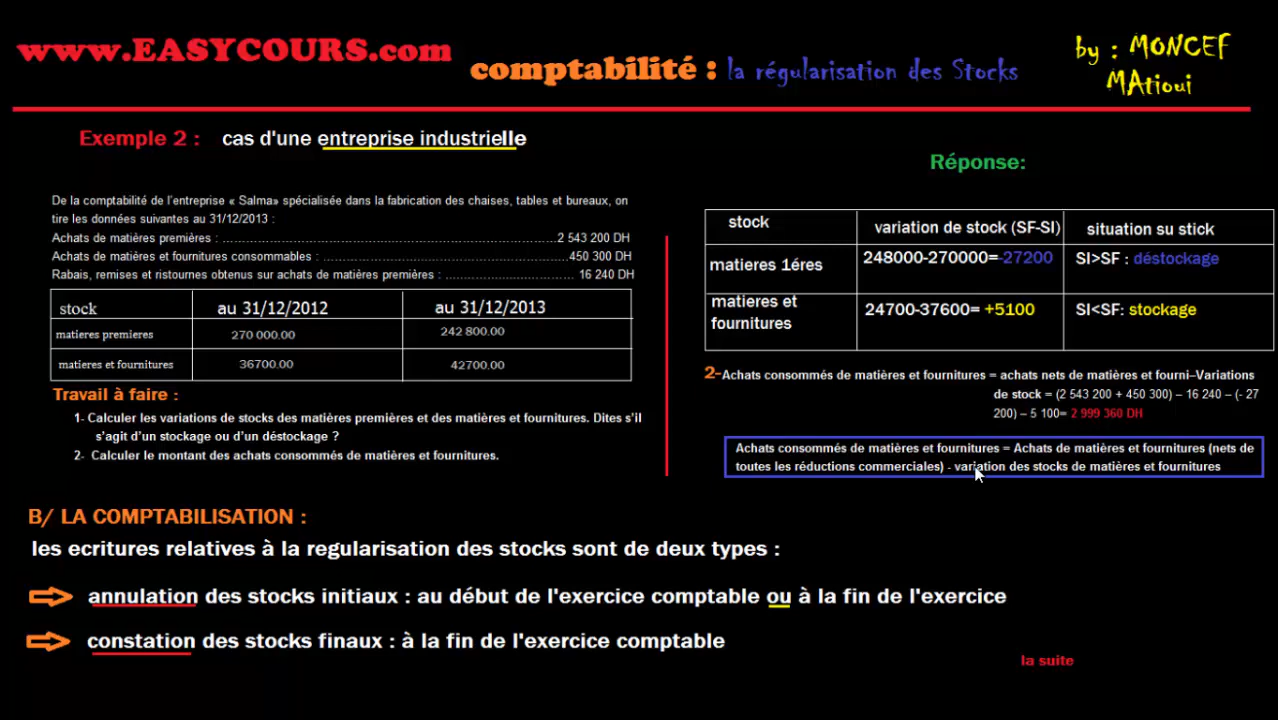 www.EASYCOURS.com
comptabilité : la régularisation des Stocks
by : MONCEF
MAtioui
Exemple 2 : cas d'une entreprise industrielle
De la comptabilité de l'entreprise « Salma» spécialisée dans la fabrication des chaises, tables et bureaux, on
tire les données suivantes au 31/12/2013 :
Achats de matières premières : ................................................................2 543 200 DH
Achats de matières et fournitures consommables : ..........................................450 300 DH
Rabais, remises et ristournes obtenus sur achats de matières premières : ...................... 16 240 DH
stock au 31/12/2012 au 31/12/2013
matieres premieres 270 000.00 242 800.00
matieres et fournitures 36700.00 42700.00
Travail à faire :
1- Calculer les variations de stocks des matières premières et des matières et fournitures. Dites s'il
s'agit d'un stockage ou d'un déstockage ?
2- Calculer le montant des achats consommés de matières et fournitures.
Réponse:
stock variation de stock (SF-SI) situation su stick
matieres 1éres 248000-270000=-27200 SI>SF : déstockage
matieres et
fournitures 24700-37600= +5100 SI<SF: stockage
2-Achats consommés de matières et fournitures = achats nets de matières et fourni–Variations
de stock = (2 543 200 + 450 300) – 16 240 – (- 27
200) – 5 100= 2 999 360 DH
Achats consommés de matières et fournitures = Achats de matières et fournitures (nets de
toutes les réductions commerciales) - variation des stocks de matières et fournitures
B/ LA COMPTABILISATION :
les ecritures relatives à la regularisation des stocks sont de deux types :
annulation des stocks initiaux : au début de l'exercice comptable ou à la fin de l'exercice
constation des stocks finaux : à la fin de l'exercice comptable
la suite